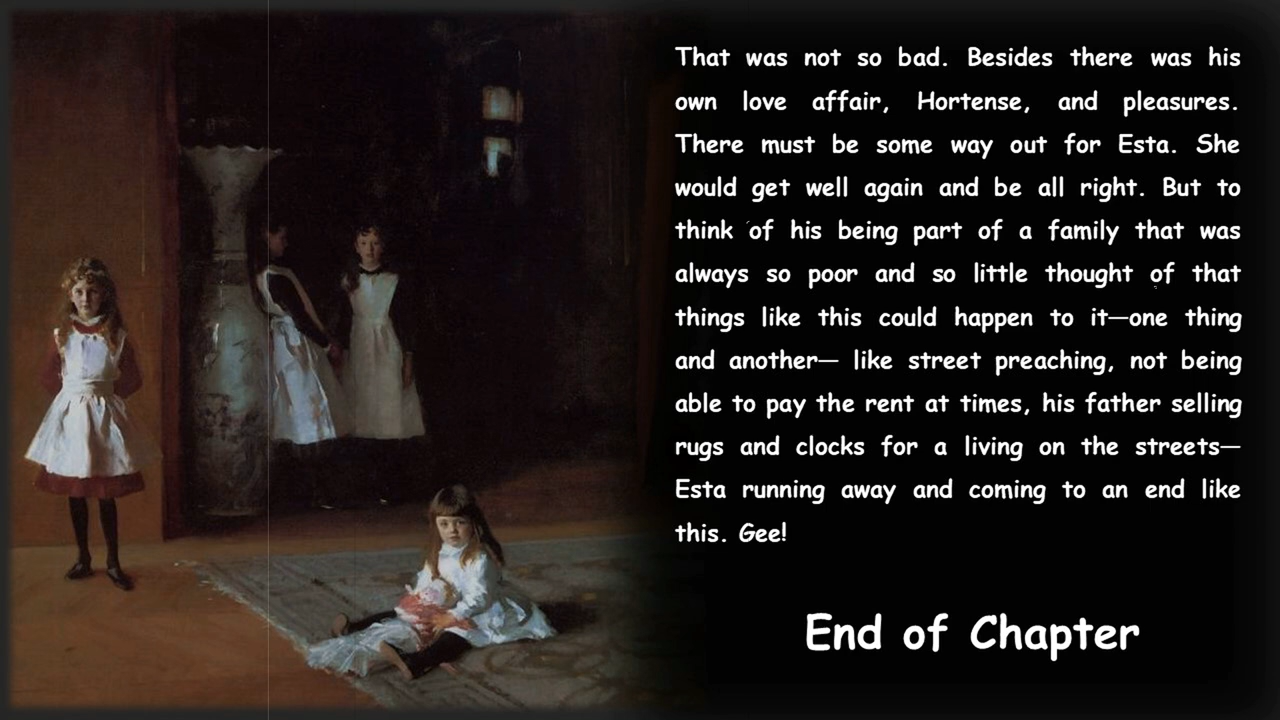 That was not so bad. Besides there was his
own love affair, Hortense, and pleasures.
There must be some way out for Esta. She
would get well again and be all right. But to
think of his being part of a family that was
always so poor and so little thought of that
things like this could happen to it—one thing
and another— like street preaching, not being
able to pay the rent at times, his father selling
rugs and clocks for a living on the streets—
Esta running away and coming to an end like
this. Gee!
End of Chapter